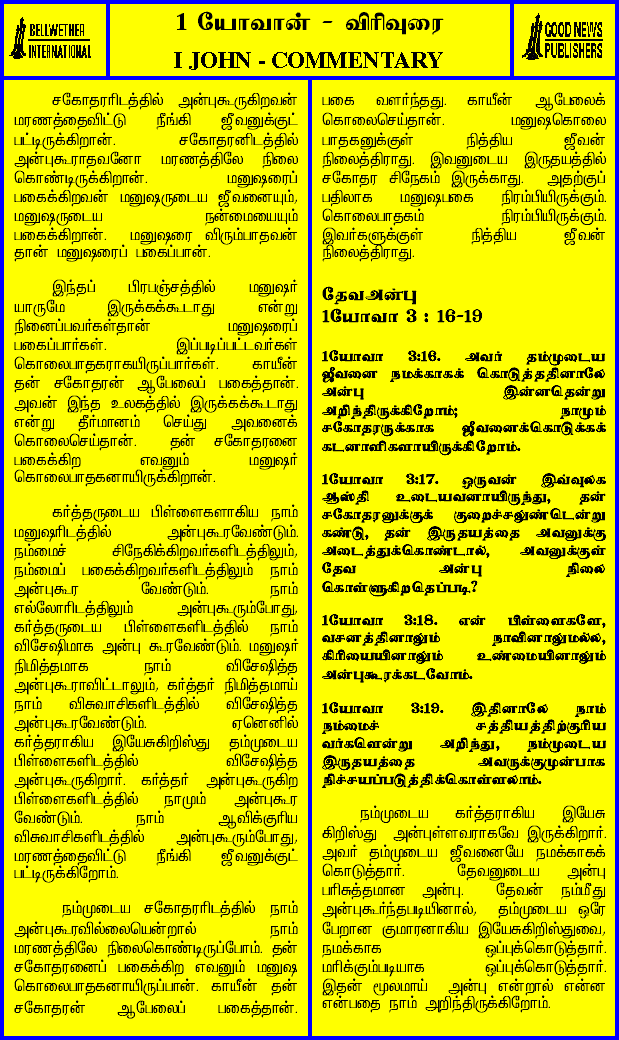 BELLWETHER
INTERNATIONAL
1 யோவான் - விரிவுரை
I JOHN - COMMENTARY
GOOD NEWS
PUBLISHERS
சகோதரரிடத்தில் அன்புகூருகிறவன்
மரணத்தைவிட்டு நீங்கி ஜீவனுக்குட்
பட்டிருக்கிறான். சகோதரனிடத்தில்
அன்புகூராதவனோ மரணத்திலே நிலை
கொண்டிருக்கிறான். மனுஷரைப்
பகைக்கிறவன் மனுஷருடைய ஜீவனையும்,
மனுஷருடைய நன்மையையும்
பகைக்கிறான். மனுஷரை விரும்பாதவன்
தான் மனுஷரைப் பகைப்பான்.
இந்தப் பிரபஞ்சத்தில் மனுஷர்
யாருமே இருக்கக்கூடாது என்று
நினைப்பவர்கள்தான் மனுஷரைப்
பகைப்பார்கள். இப்படிப்பட்டவர்கள்
கொலைபாதகராகயிருப்பார்கள். காயீன்
தன் சகோதரன் ஆபேலைப் பகைத்தான்.
அவன் இந்த உலகத்தில் இருக்கக்கூடாது
என்று தீர்மானம் செய்து அவனைக்
கொலைசெய்தான். தன் சகோதரனை
பகைக்கிற எவனும் மனுஷர்
கொலைபாதகனாயிருக்கிறான்.
கர்த்தருடைய பிள்ளைகளாகிய நாம்
மனுஷரிடத்தில் அன்புகூரவேண்டும்.
நம்மைச் சிநேகிக்கிறவர்களிடத்திலும்,
நம்மைப் பகைக்கிறவர்களிடத்திலும் நாம்
அன்புகூர வேண்டும். நாம்
எல்லோரிடத்திலும் அன்புகூரும்போது,
கர்த்தருடைய பிள்ளைகளிடத்தில் நாம்
விசேஷிமாக அன்பு கூரவேண்டும். மனுஷர்
நிமித்தமாக நாம் விசேஷித்த
அன்புகூராவிட்டாலும், கர்த்தர் நிமித்தமாய்
நாம் விசுவாசிகளிடத்தில் விசேஷித்த
அன்புகூரவேண்டும். ஏனெனில்
கர்த்தராகிய இயேசுகிறிஸ்து தம்முடைய
பிள்ளைகளிடத்தில் விசேஷித்த
அன்புகூருகிறார். கர்த்தர் அன்புகூருகிற
பிள்ளைகளிடத்தில் நாமும் அன்புகூர
வேண்டும். நாம் ஆவிக்குரிய
விசுவாசிகளிடத்தில் அன்புகூரும்போது,
மரணத்தைவிட்டு நீங்கி ஜீவனுக்குட்
பட்டிருக்கிறோம்.
நம்முடைய சகோதரரிடத்தில் நாம்
அன்புகூரவில்லையென்றால் நாம்
மரணத்திலே நிலைகொண்டிருப்போம். தன்
சகோதரனைப் பகைக்கிற எவனும் மனுஷ
கொலைபாதகனாயிருப்பான். காயீன் தன்
சகோதரன் ஆபேலைப் பகைத்தான்.
பகை வளர்ந்தது. காயீன் ஆபேலைக்
கொலைசெய்தான். மனுஷகொலை
பாதகனுக்குள் நித்திய ஜீவன்
நிலைத்திராது. இவனுடைய இருதயத்தில்
சகோதர சிநேகம் இருக்காது. அதற்குப்
பதிலாக மனுஷபகை நிரம்பியிருக்கும்.
கொலைபாதகம் நிரம்பியிருக்கும்.
இவர்களுக்குள் நித்திய ஜீவன்
நிலைத்திராது.
தேவஅன்பு
1யோவா 3 : 16-19
1யோவா 3:16. அவர் தம்முடைய
ஜீவனை நமக்காகக் கொடுத்ததினாலே
அன்பு இன்னதென்று
அறிந்திருக்கிறோம்; நாமும்
சகோதரருக்காக ஜீவனைக்கொடுக்கக்
கடனாளிகளாயிருக்கிறோம்.
1யோவா 3:17. ஒருவன் இவ்வுலக
ஆஸ்தி உடையவனாயிருந்து, தன்
சகோதரனுக்குக் குறைச்சலுண்டென்று
கண்டு, தன் இருதயத்தை அவனுக்கு
அடைத்துக்கொண்டால், அவனுக்குள்
தேவ அன்பு நிலை
கொள்ளுகிறதெப்படி?
1யோவா 3:18. என் பிள்ளைகளே,
வசனத்தினாலும் நாவினாலுமல்ல,
கிரியையினாலும் உண்மையினாலும்
அன்புகூரக்கடவோம்.
1யோவா 3:19. இதினாலே நாம்
நம்மைச் சத்தியத்திற்குரிய
வர்களென்று அறிந்து, நம்முடைய
இருதயத்தை அவருக்குமுன்பாக
நிச்சயப்படுத்திக்கொள்ளலாம்.
நம்முடைய கர்த்தராகிய இயேசு
கிறிஸ்து அன்புள்ளவராகவே இருக்கிறார்.
அவர் தம்முடைய ஜீவனையே நமக்காகக்
கொடுத்தார். தேவனுடைய அன்பு
பரிசுத்தமான அன்பு. தேவன் நம்மீது
அன்புகூர்ந்தபடியினால், தம்முடைய ஒரே
பேறான குமாரனாகிய இயேசுகிறிஸ்துவை,
நமக்காக ஒப்புக்கொடுத்தார்.
மரிக்கும்படியாக ஒப்புக்கொடுத்தார்.
இதன் மூலமாய் அன்பு என்றால் என்ன
என்பதை நாம் அறிந்திருக்கிறோம்.